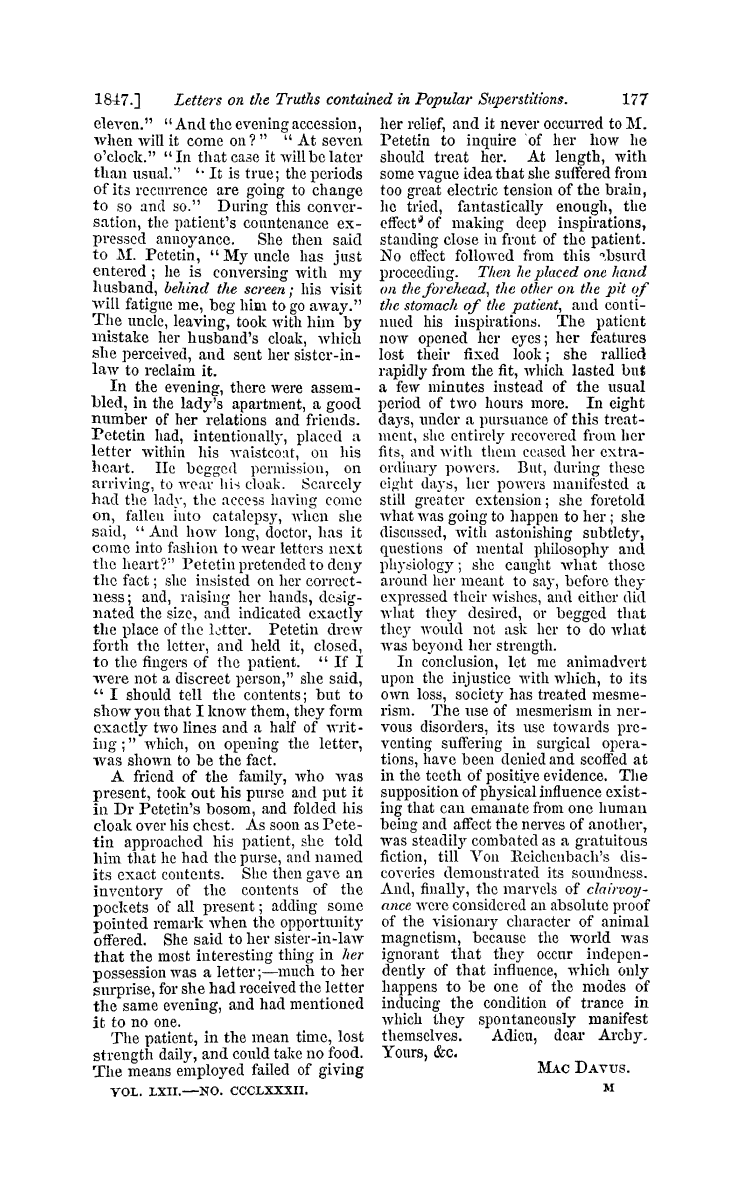 1847.] Letters on the Truths contained in Popular Superstitions. 177
eleven." "And the evening accession,
when will it come on?" "At seven
o'clock." "In that case it will be later
than usual." "It is true; the periods
of its recurrence are going to change
to so and so." During this conver-
sation, the patient's countenance ex-
pressed annoyance. She then said
to M. Petetin, "My uncle has just
entered; he is conversing with my
husband, behind the screen; his visit
will fatigue me, beg him to go away."
The uncle, leaving, took with him by
mistake her husband's cloak, which
she perceived, and sent her sister-in-
law to reclaim it.
In the evening, there were assem-
bled, in the lady's apartment, a good
number of her relations and friends.
Petetin had, intentionally, placed a
letter within his waistcoat, on his
heart. He begged permission, on
arriving, to wear his cloak. Scarcely
had the lady, the access having come
on, fallen into catalepsy, when she
said, "And how long, doctor, has it
come into fashion to wear letters next
the heart?" Petetin pretended to deny
the fact; she insisted on her correct-
ness; and, raising her hands, desig-
nated the size, and indicated exactly
the place of the letter. Petetin drew
forth the letter, and held it, closed,
to the fingers of the patient. "If I
were not a discreet person," she said,
"I should tell the contents; but to
show you that I know them, they form
exactly two lines and a half of writ-
ing;" which, on opening the letter,
was shown to be the fact.
A friend of the family, who was
present, took out his purse and put it
in Dr Petetin's bosom, and folded his
cloak over his chest. As soon as Pete-
tin approached his patient, she told
him that he had the purse, and named
its exact contents. She then gave an
inventory of the contents of the
pockets of all present; adding some
pointed remark when the opportunity
offered. She said to her sister-in-law
that the most interesting thing in her
possession was a letter;—much to her
surprise, for she had received the letter
the same evening, and had mentioned
it to no one.
The patient, in the mean time, lost
strength daily, and could take no food.
The means employed failed of giving
her relief, and it never occurred to M.
Petetin to inquire of her how he
should treat her. At length, with
some vague idea that she suffered from
too great electric tension of the brain,
he tried, fantastically enough, the
effect of making deep inspirations,
standing close in front of the patient.
No effect followed from this absurd
proceeding. Then he placed one hand
on the forehead, the other on the pit of
the stomach of the patient, and conti-
nued his inspirations. The patient
now opened her eyes; her features
lost their fixed look; she rallied
rapidly from the fit, which lasted but
a few minutes instead of the usual
period of two hours more. In eight
days, under a pursuance of this treat-
ment, she entirely recovered from her
fits, and with them ceased her extra-
ordinary powers. But, during these
eight days, her powers manifested a
still greater extension; she foretold
what was going to happen to her; she
discussed, with astonishing subtlety,
questions of mental philosophy and
physiology; she caught what those
around her meant to say, before they
expressed their wishes, and either did
what they desired, or begged that
they would not ask her to do what
was beyond her strength.
In conclusion, let me animadvert
upon the injustice with which, to its
own loss, society has treated mesme-
rism. The use of mesmerism in ner-
vous disorders, its use towards pre-
venting suffering in surgical opera-
tions, have been denied and scoffed at
in the teeth of positive evidence. The
supposition of physical influence exist-
ing that can emanate from one human
being and affect the nerves of another,
was steadily combated as a gratuitous
fiction, till Von Reichenbach's dis-
coveries demonstrated its soundness.
And, finally, the marvels of clairvoy-
ance were considered an absolute proof
of the visionary character of animal
magnetism, because the world was
ignorant that they occur indepen-
dently of that influence, which only
happens to be one of the modes of
inducing the condition of trance in
which they spontaneously manifest
themselves. Adieu, dear Archy.
Yours, &c.
MAC DAVUS.
VOL. LXII.—NO. CCCLXXXII. M